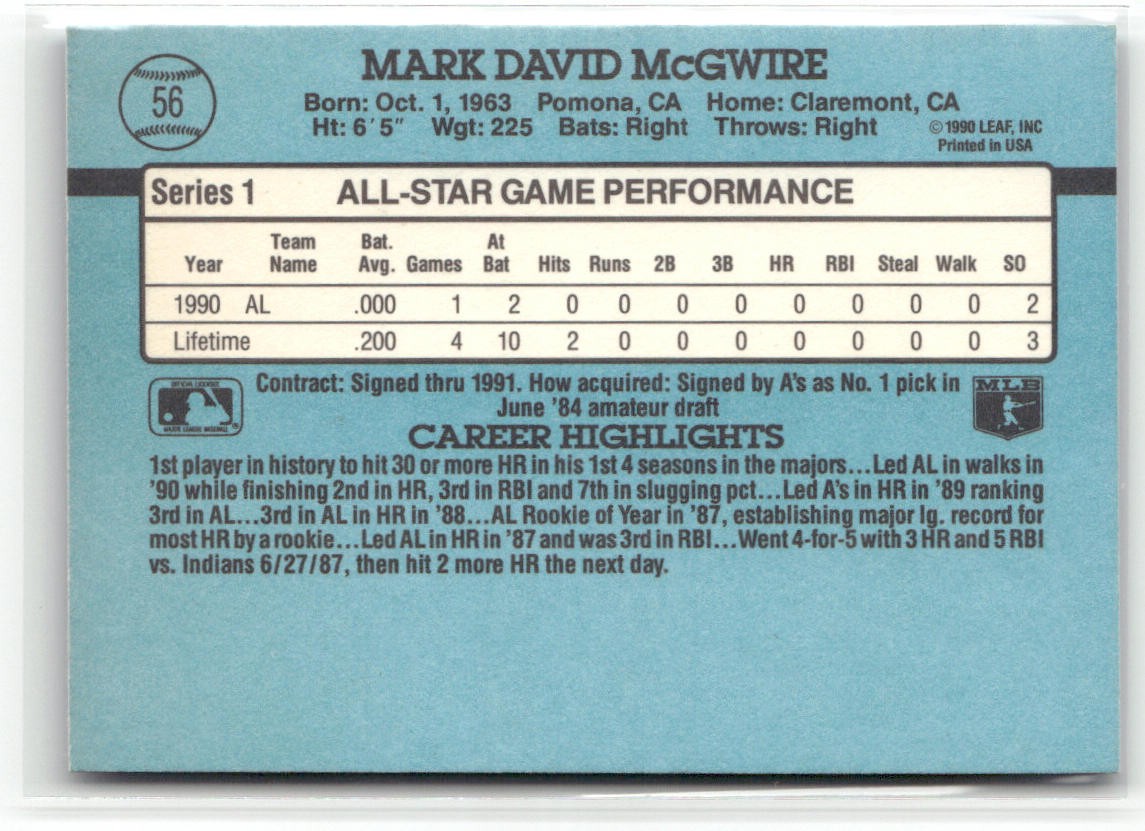 56
MARK DAVID McGWIRE
Born: Oct. 1, 1963 Pomona, CA Home: Claremont, CA
Ht: 6'5" Wgt: 225 Bats: Right Throws: Right
© 1990 LEAF, INC
Printed in USA
Series 1 ALL-STAR GAME PERFORMANCE
Year Team Name Bat. Avg. Games At Bat Hits Runs 2B 3B HR RBI Steal Walk SO
1990 AL .000 1 2 0 0 0 0 0 0 0 0 2
Lifetime .200 4 10 2 0 0 0 0 0 0 0 3
OFFICIAL LICENSEE
MAJOR LEAGUE BASEBALL
®
Contract: Signed thru 1991. How acquired: Signed by A's as No. 1 pick in
June '84 amateur draft
MLB
CAREER HIGHLIGHTS
1st player in history to hit 30 or more HR in his 1st 4 seasons in the majors...Led AL in walks in
'90 while finishing 2nd in HR, 3rd in RBI and 7th in slugging pct...Led A's in HR in '89 ranking
3rd in AL...3rd in AL in HR in '88...AL Rookie of Year in '87, establishing major lg. record for
most HR by a rookie...Led AL in HR in '87 and was 3rd in RBI...Went 4-for-5 with 3 HR and 5 RBI
vs. Indians 6/27/87, then hit 2 more HR the next day.